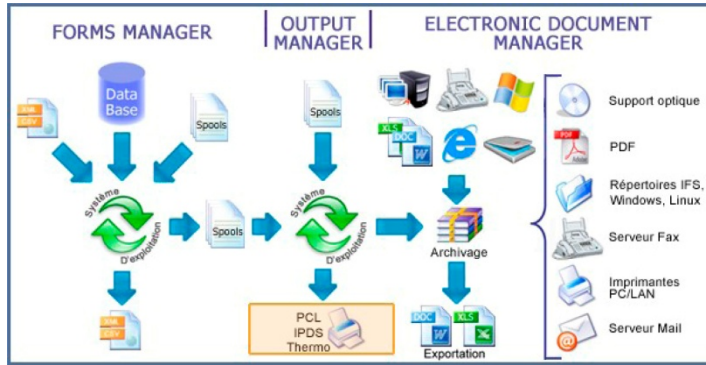 FORMS MANAGER
OUTPUT
MANAGER
ELECTRONIC DOCUMENT
MANAGER
XML
CSV
Data
Base
Spools
Spools
XLS
DOC
W
Support optique
PDF
Adobe
PDF
Répertoires IFS,
Windows, Linux
Système
D'exploitation
Spools
Système
D'exploitation
Archivage
Serveur Fax
XML
CSV
PCL
IPDS
Thermo
DOC
W
XLS
X
Exportation
Imprimantes
PC/LAN
@
Serveur Mail